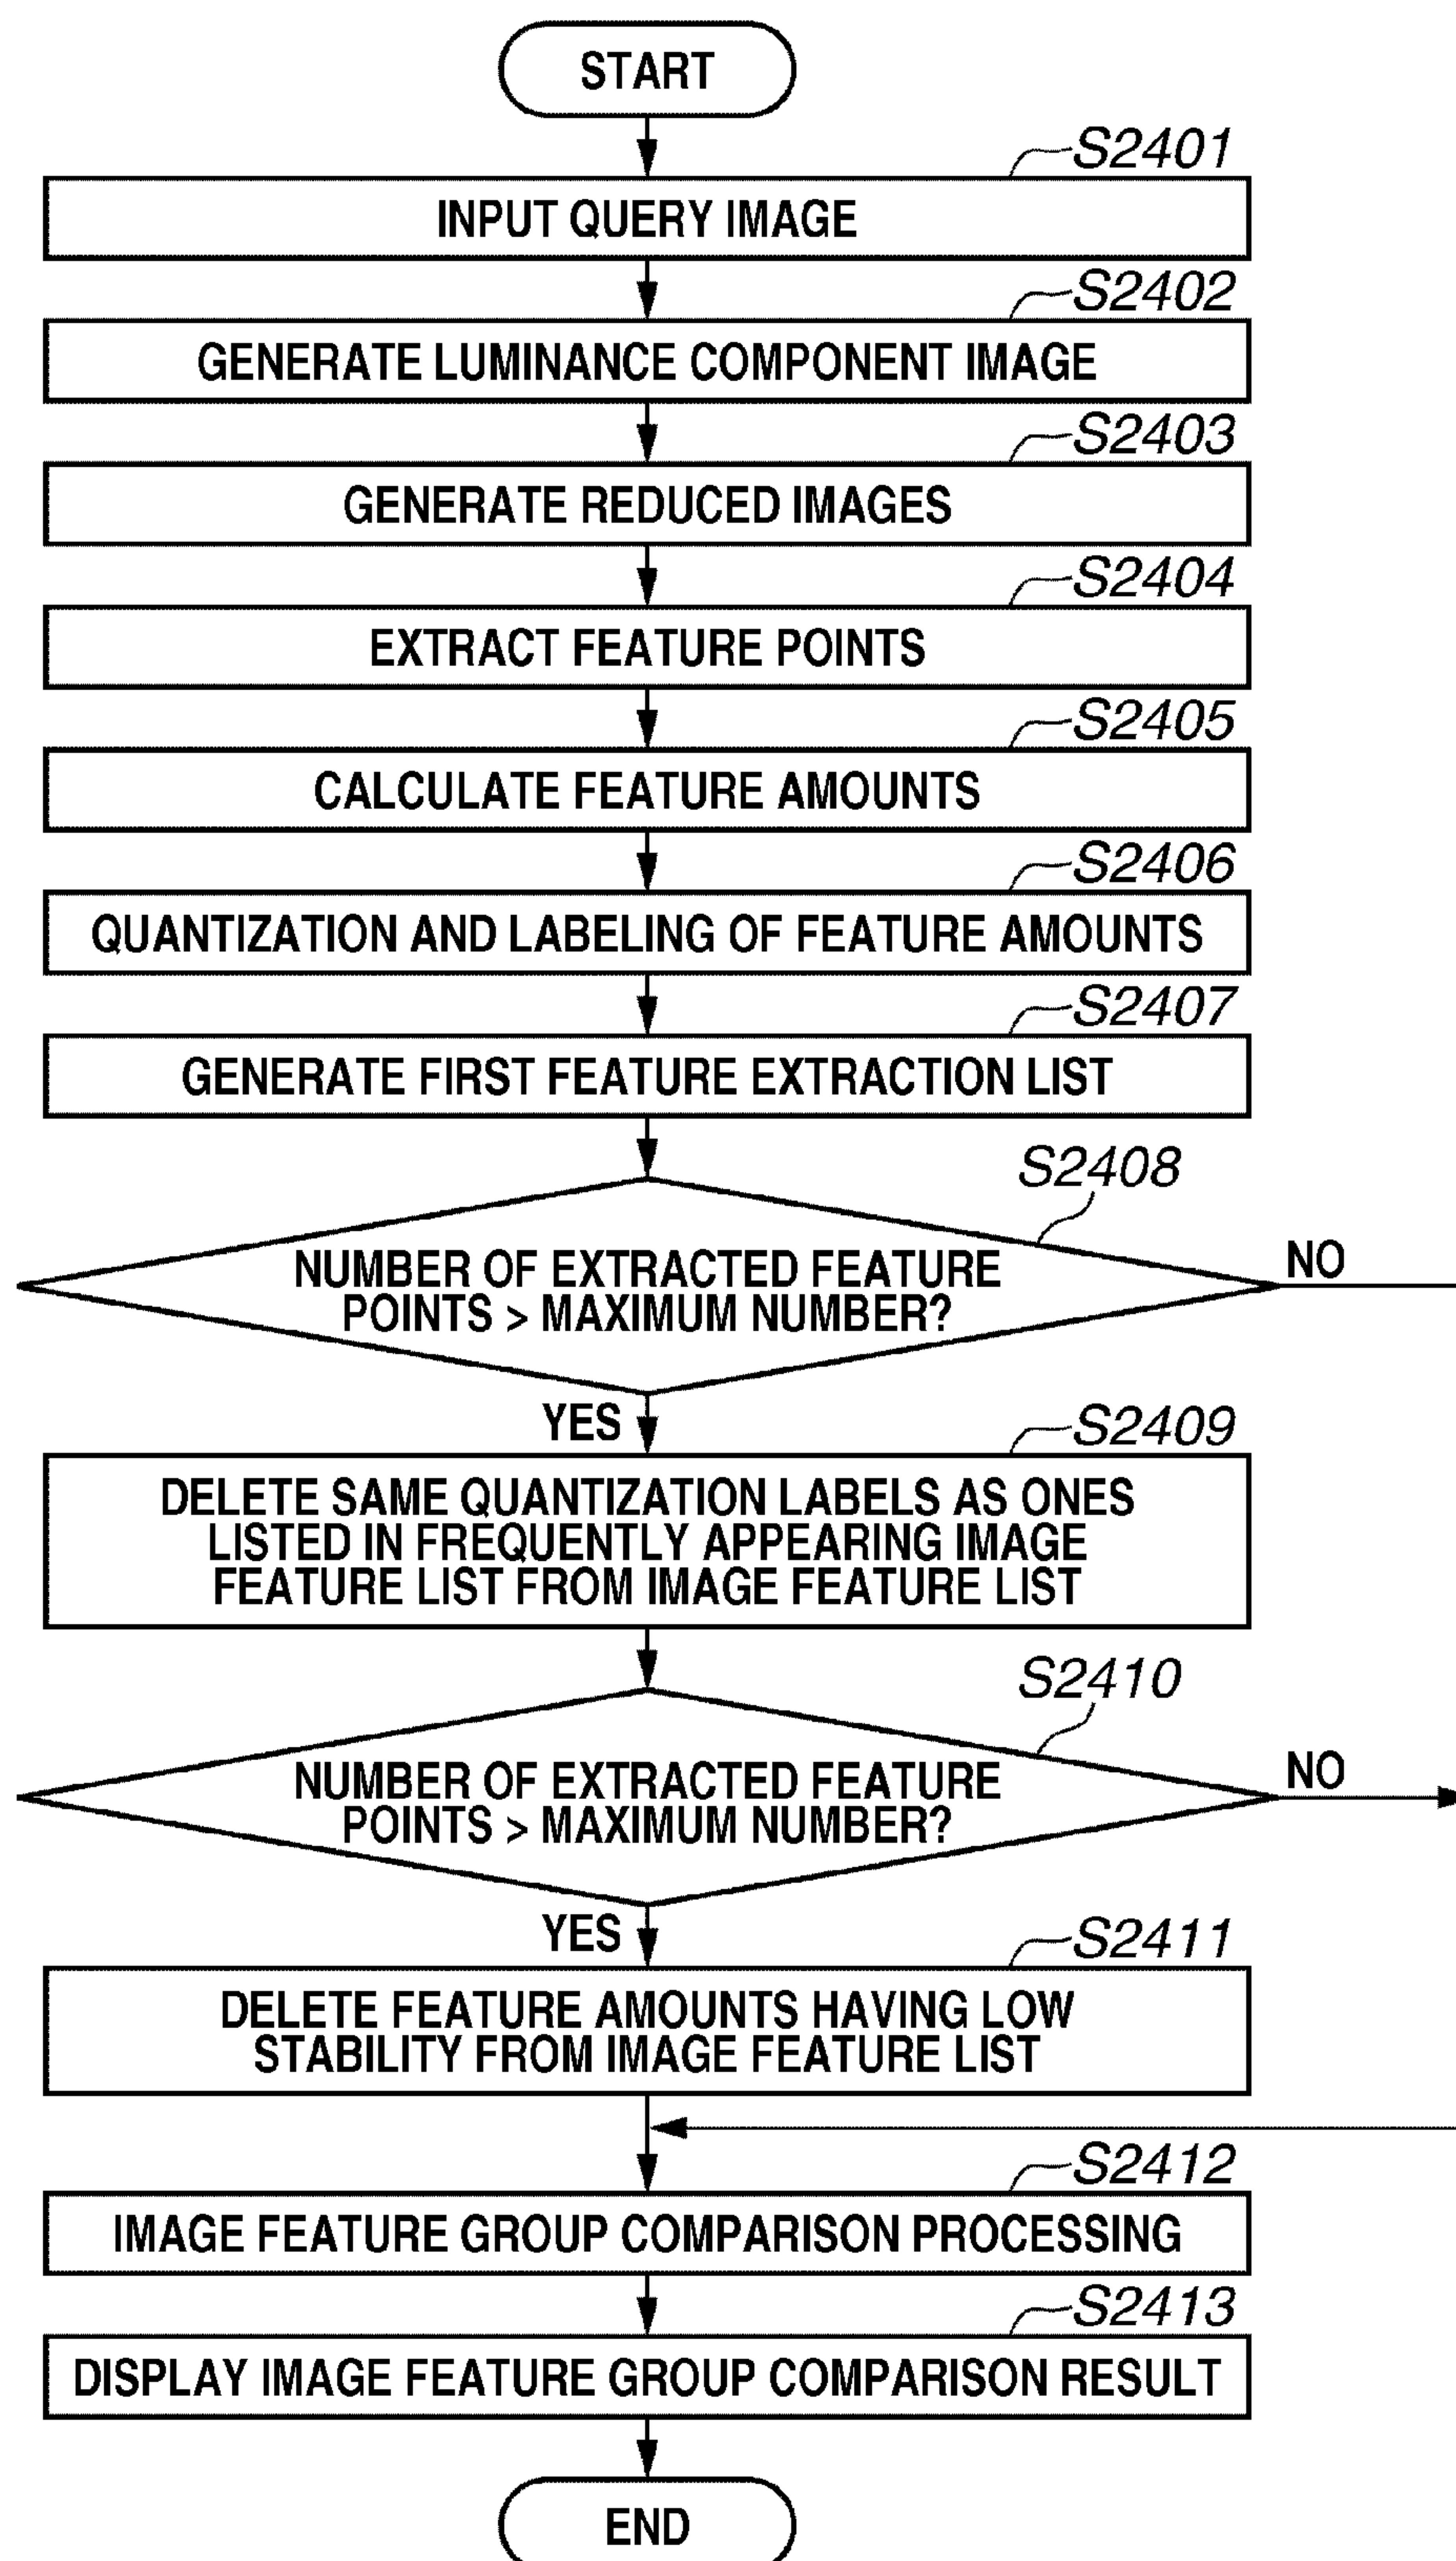 START
S2401
INPUT QUERY IMAGE
S2402
GENERATE LUMINANCE COMPONENT IMAGE
S2403
GENERATE REDUCED IMAGES
S2404
EXTRACT FEATURE POINTS
S2405
CALCULATE FEATURE AMOUNTS
S2406
QUANTIZATION AND LABELING OF FEATURE AMOUNTS
S2407
GENERATE FIRST FEATURE EXTRACTION LIST
S2408
NUMBER OF EXTRACTED FEATURE
POINTS > MAXIMUM NUMBER?
NO
YES
S2409
DELETE SAME QUANTIZATION LABELS AS ONES
LISTED IN FREQUENTLY APPEARING IMAGE
FEATURE LIST FROM IMAGE FEATURE LIST
S2410
NUMBER OF EXTRACTED FEATURE
POINTS > MAXIMUM NUMBER?
NO
YES
S2411
DELETE FEATURE AMOUNTS HAVING LOW
STABILITY FROM IMAGE FEATURE LIST
S2412
IMAGE FEATURE GROUP COMPARISON PROCESSING
S2413
DISPLAY IMAGE FEATURE GROUP COMPARISON RESULT
END